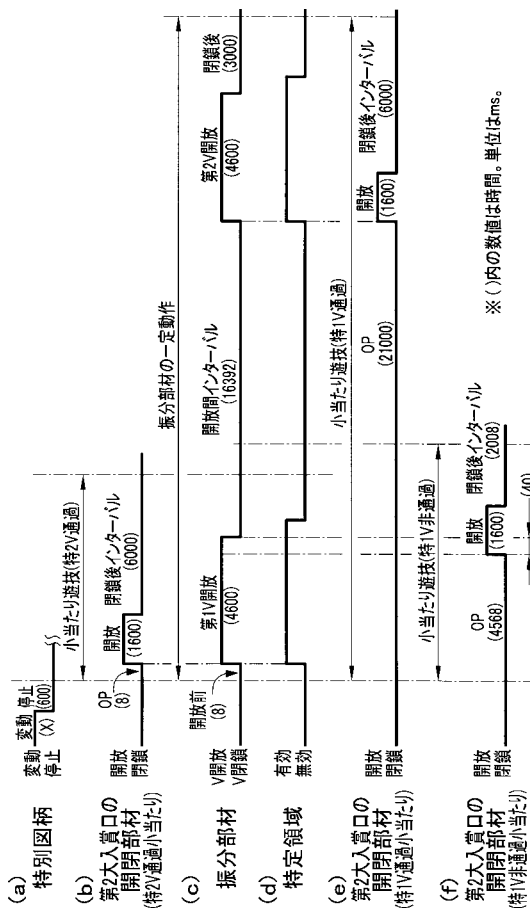 (a)
特別図柄
変動
停止
変動
(X)
停止
(600)
小当たり遊技(特2V通過)
(b)
第2大入賞口の
開閉部材
(特2V通過小当たり)
開放
閉鎖
OP
(8)
開放
(1600)
閉鎖後インターバル
(6000)
振分部材の一定動作
(c)
振分部材
V開放
V閉鎖
開放前
(8)
第1V開放
(4600)
開放間インターバル
(16392)
第2V開放
(4600)
閉鎖後
(3000)
(d)
特定領域
有効
無効
小当たり遊技(特1V通過)
(e)
第2大入賞口の
開閉部材
(特1V通過小当たり)
開放
閉鎖
OP
(21000)
開放
(1600)
閉鎖後インターバル
(6000)
小当たり遊技(特1V非通過)
(f)
第2大入賞口の
開閉部材
(特1V非通過小当たり)
開放
閉鎖
OP
(4568)
開放
(1600)
閉鎖後インターバル
(2008)
(40)
※()内の数値は時間。単位はms。